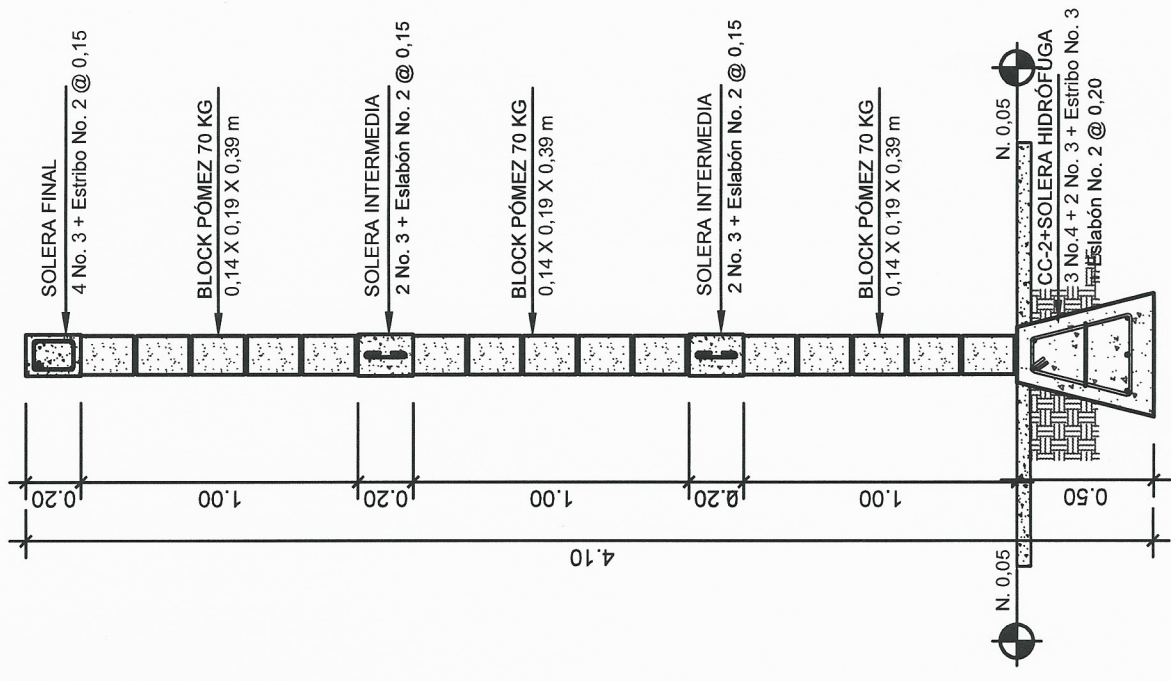 SOLERA FINAL
4 No. 3 + Estribo No. 2 @ 0,15
BLOCK PÓMEZ 70 KG
0,14 X 0,19 X 0,39 m
SOLERA INTERMEDIA
2 No. 3 + Eslabón No. 2 @ 0,15
BLOCK PÓMEZ 70 KG
0,14 X 0,19 X 0,39 m
SOLERA INTERMEDIA
2 No. 3 + Eslabón No. 2 @ 0,15
BLOCK PÓMEZ 70 KG
0,14 X 0,19 X 0,39 m
N. 0,05
CC-2+SOLERA HIDRÓFUGA
3 No.4 + 2 No. 3 + Estribo No. 3
+ Eslabón No. 2 @ 0,20
0.20
1.00
0.20
1.00
0.20
1.00
0.50
4.10
N. 0,05